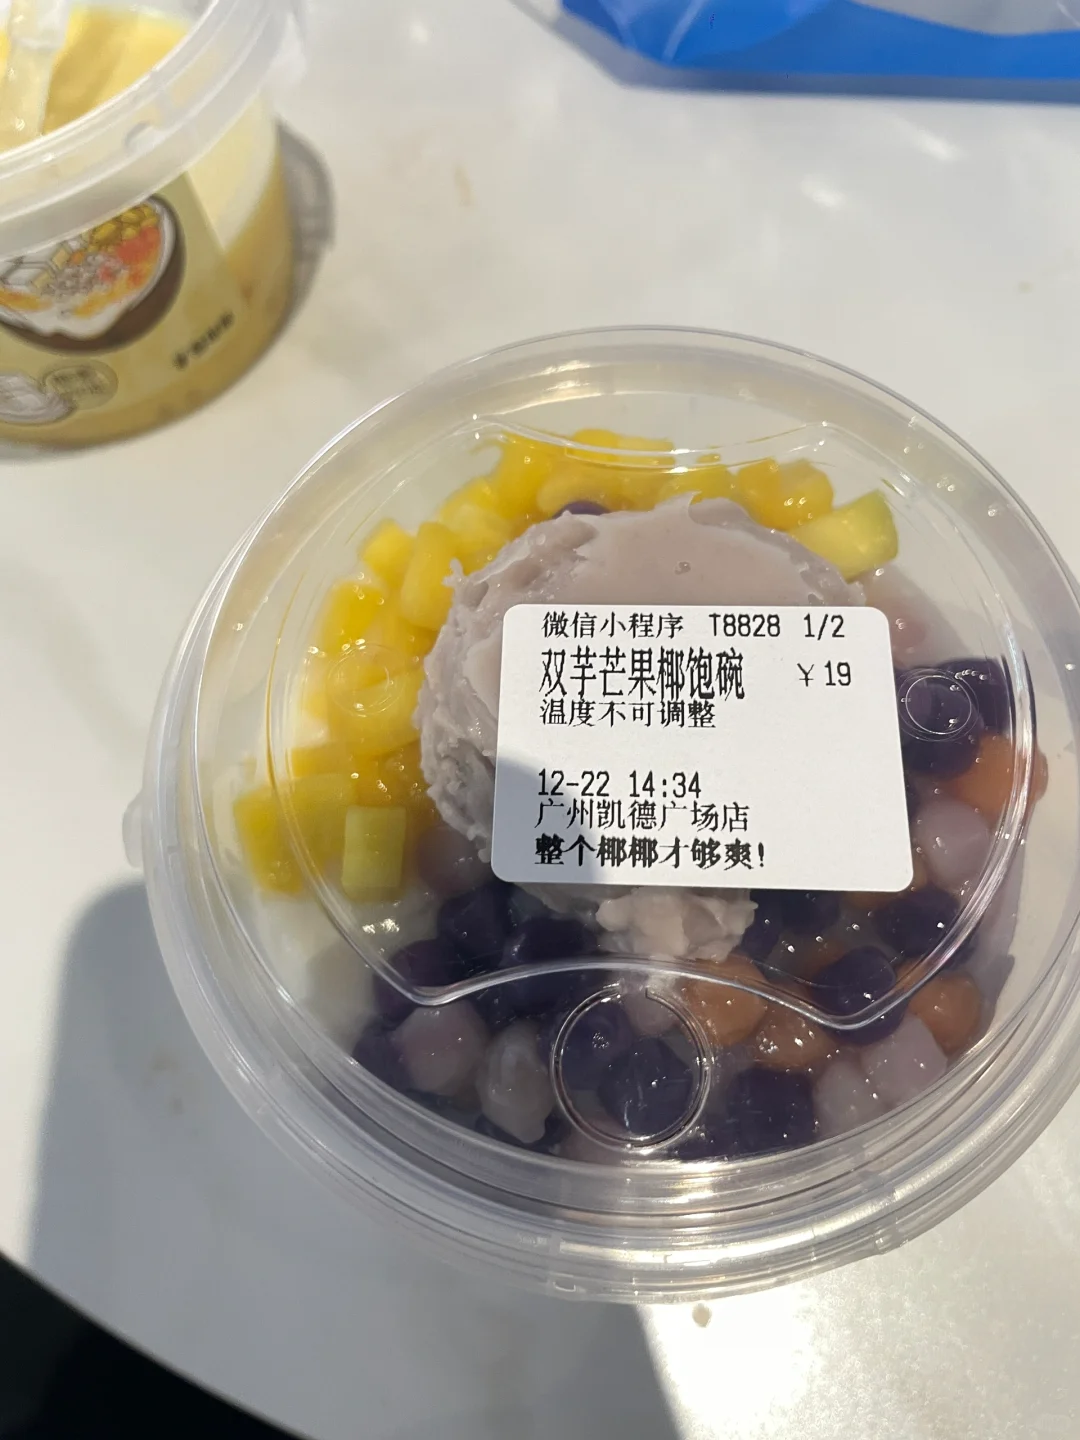 微信小程序 T8828 1/2
双芋芒果椰饱碗 ¥19
温度不可调整
12-22 14:34
广州凯德广场店
整个椰椰才够爽!